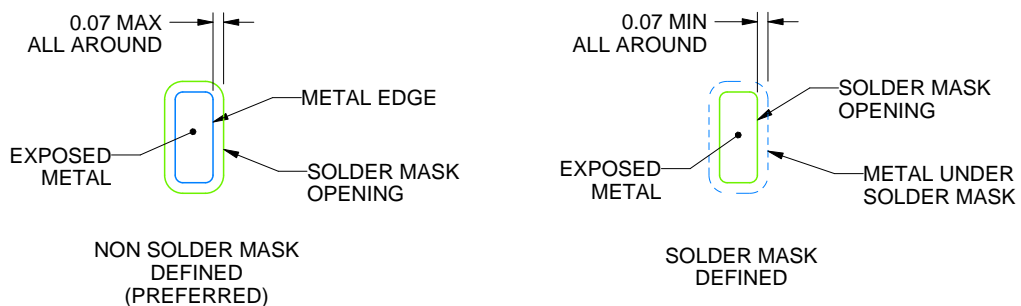 0.07 MAX
ALL AROUND
METAL EDGE
EXPOSED
METAL
SOLDER MASK
OPENING
NON SOLDER MASK
DEFINED
(PREFERRED)
0.07 MIN
ALL AROUND
SOLDER MASK
OPENING
EXPOSED
METAL
METAL UNDER
SOLDER MASK
SOLDER MASK
DEFINED